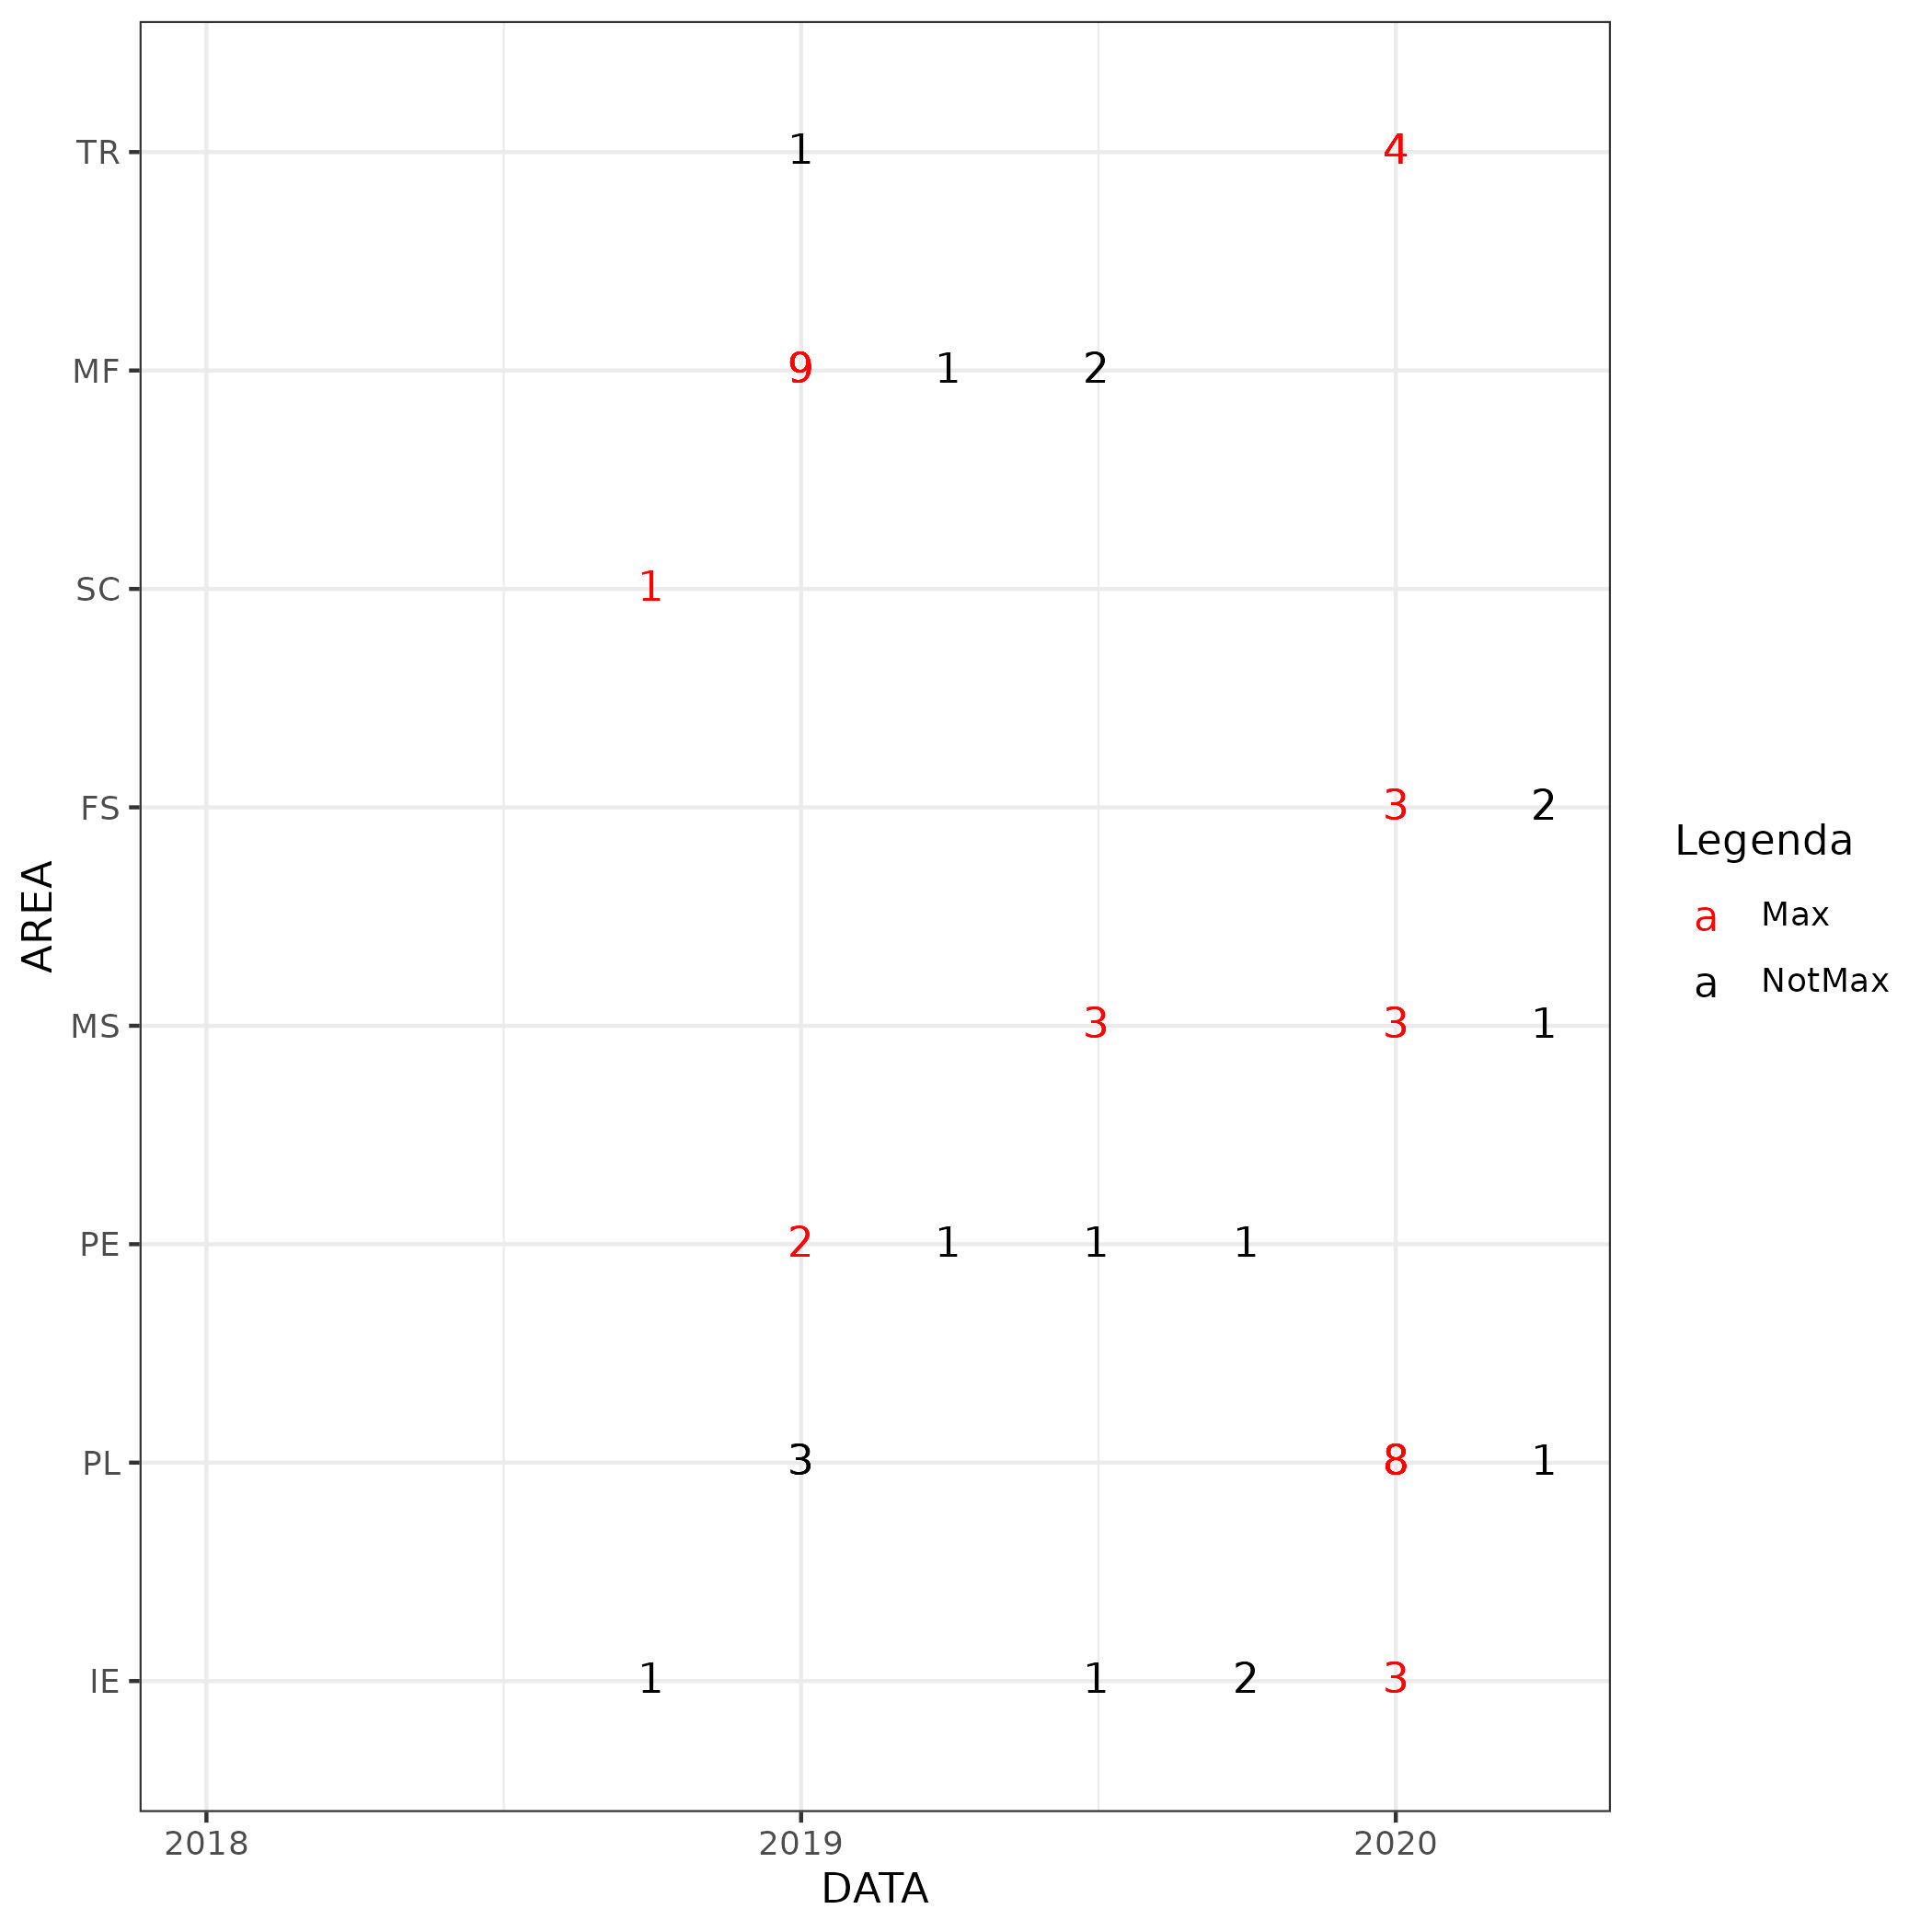 TR 1 4
MF 9 1 2
SC 1
FS 3 2
MS 3 3 1
PE 2 1 1 1
PL 3 8 1
IE 1 1 2 3
2018 2019 2020
DATA
AREA
Legenda
a Max
a NotMax